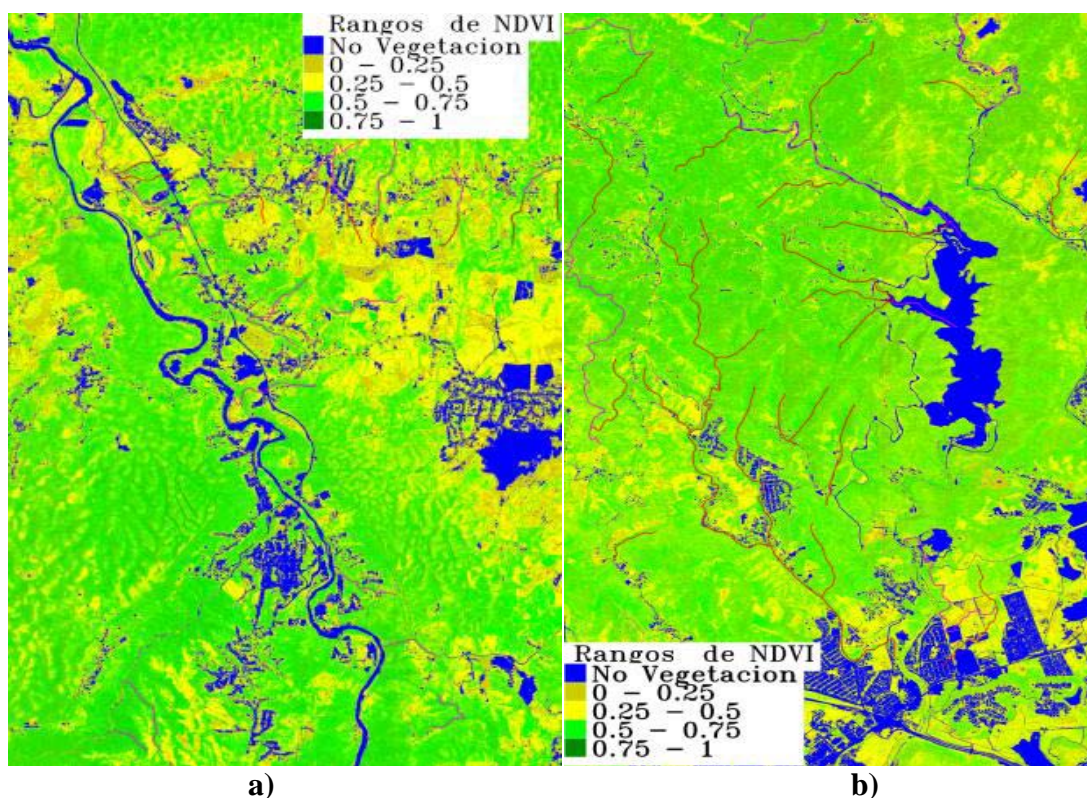 Rangos de NDVI
No Vegetacion
0 - 0.25
0.25 - 0.5
0.5 - 0.75
0.75 - 1
Rangos de NDVI
No Vegetacion
0 - 0.25
0.25 - 0.5
0.5 - 0.75
0.75 - 1
a)
b)